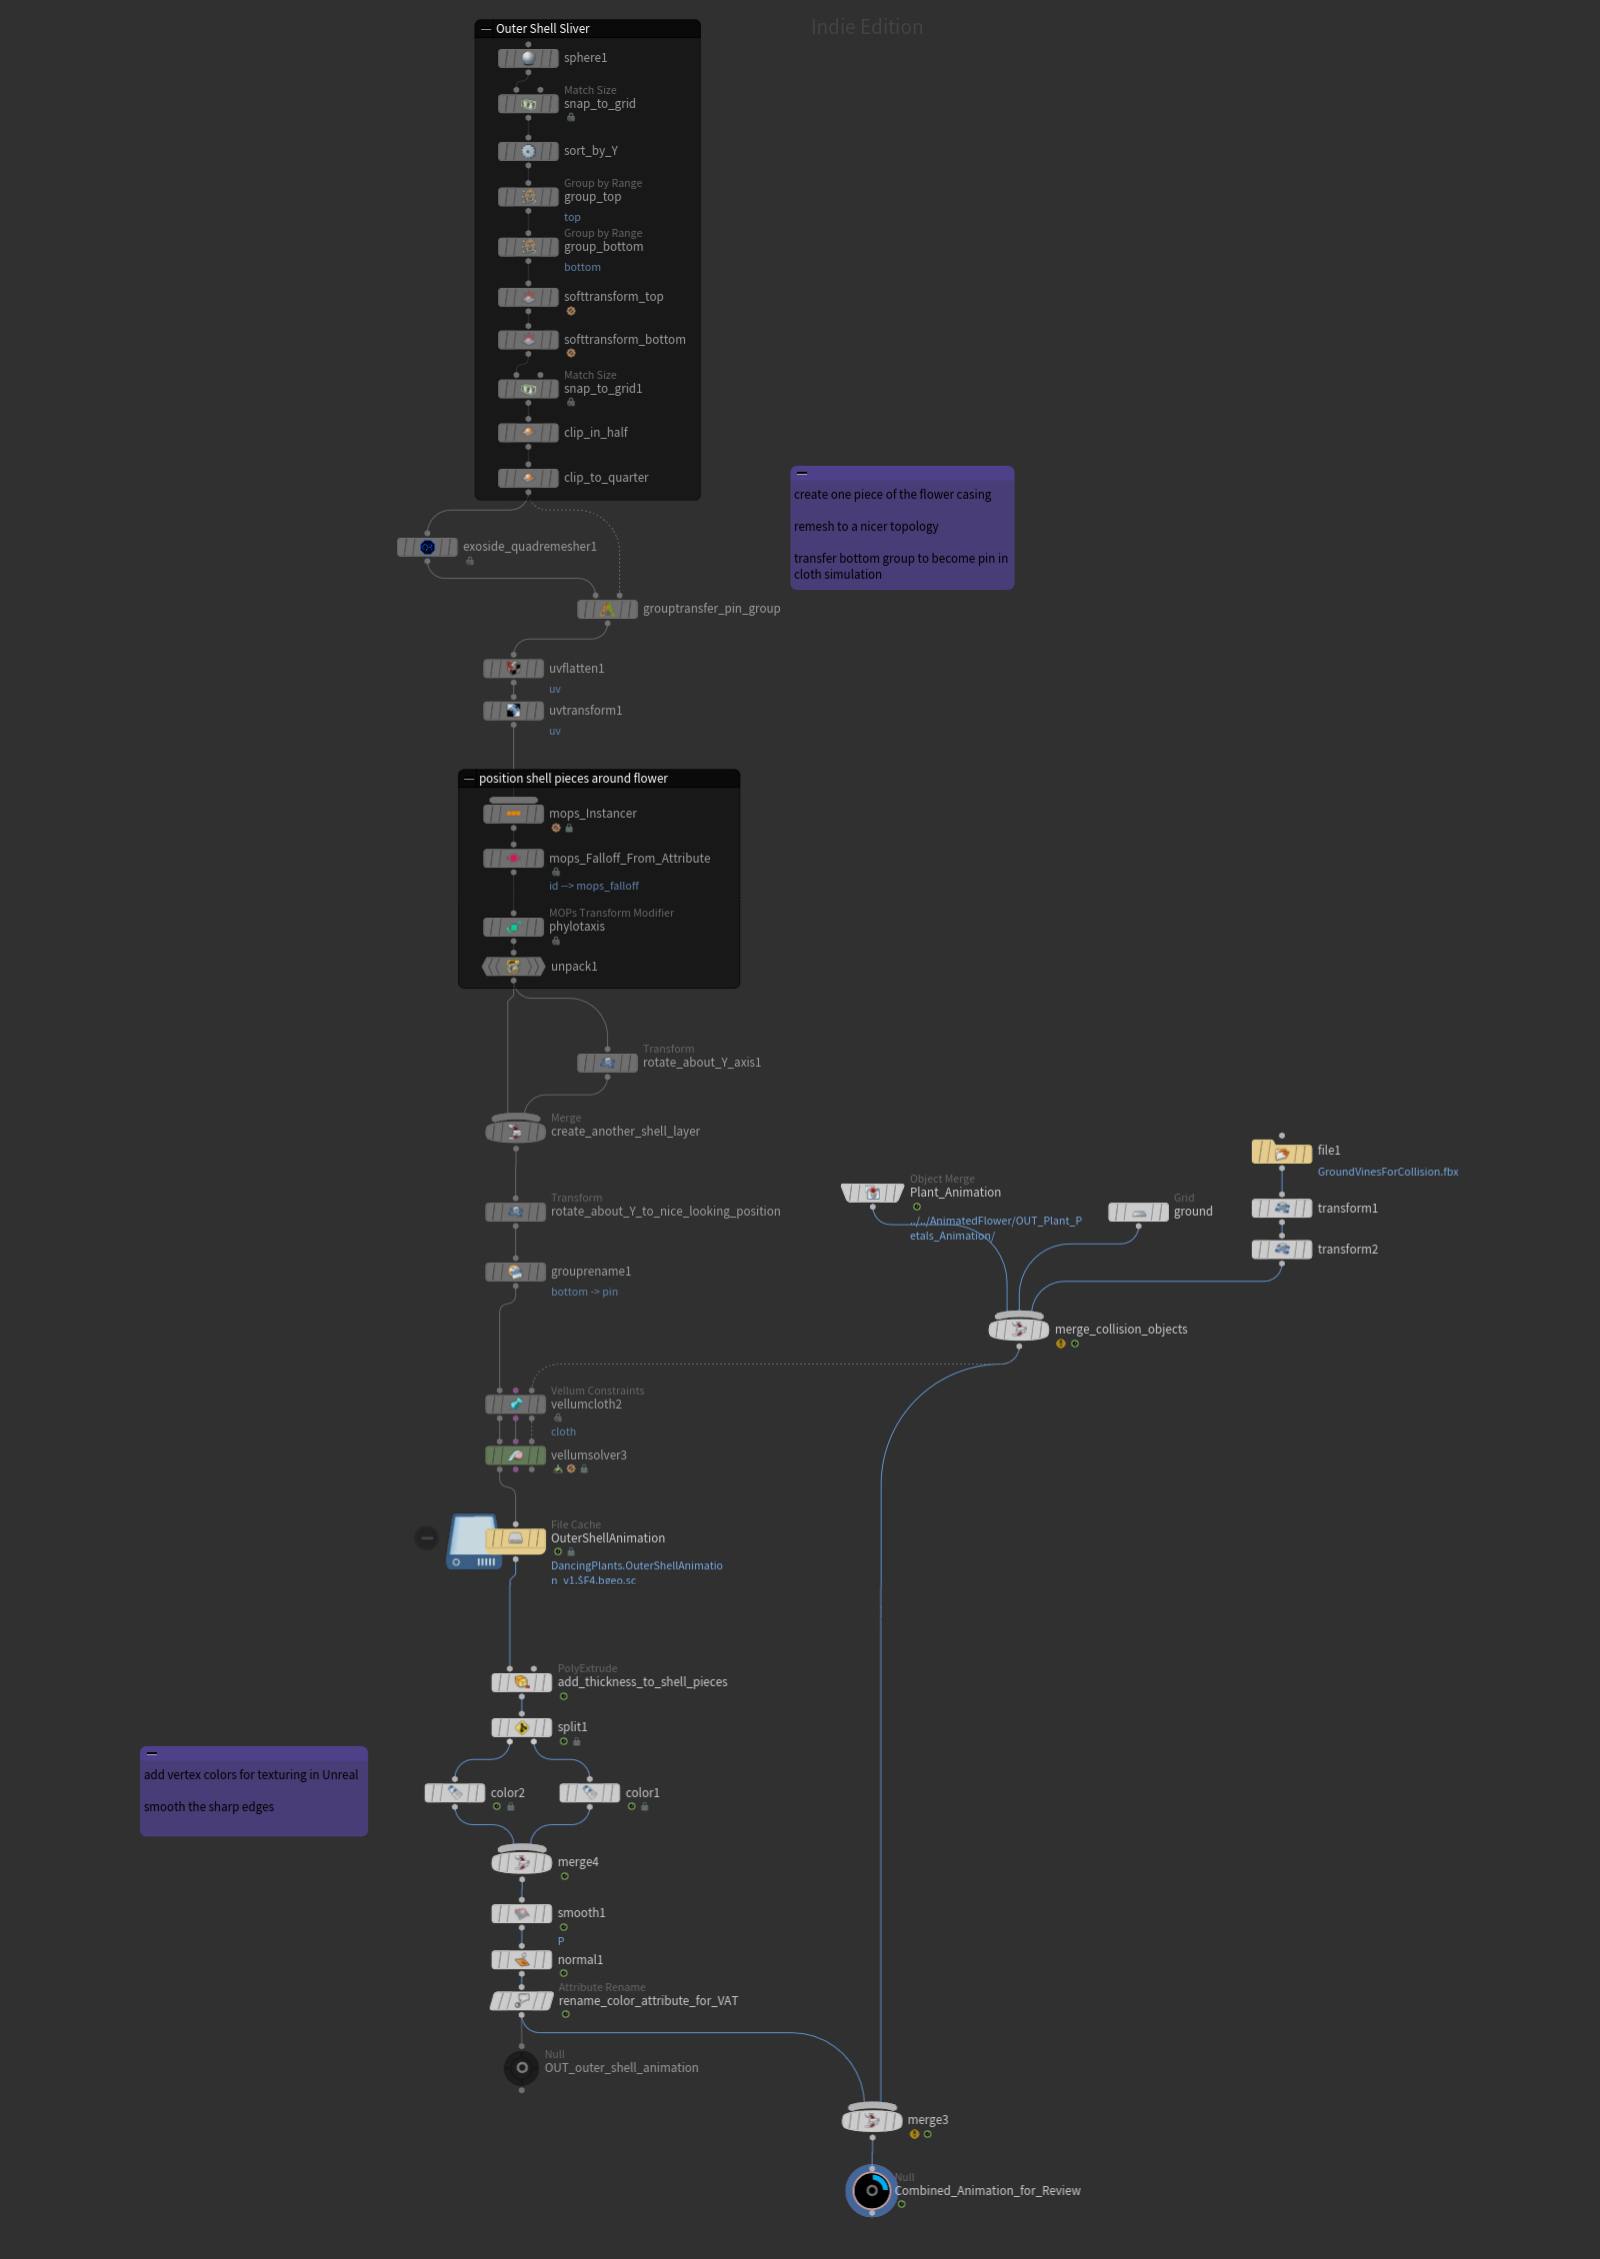 Indie Edition
Outer Shell Sliver
sphere1
Match Size
snap_to_grid
sort_by_Y
Group by Range
group_top
top
Group by Range
group_bottom
bottom
softtransform_top
softtransform_bottom
Match Size
snap_to_grid1
clip_in_half
clip_to_quarter
create one piece of the flower casing
remesh to a nicer topology
transfer bottom group to become pin in
cloth simulation
exoside_quadremesher1
grouptransfer_pin_group
uvflatten1
uv
uvtransform1
uv
position shell pieces around flower
mops_Instancer
mops_Falloff_From_Attribute
id --> mops_falloff
MOPs Transform Modifier
phylotaxis
unpack1
Transform
rotate_about_Y_axis1
Merge
create_another_shell_layer
Transform
rotate_about_Y_to_nice_looking_position
grouprename1
bottom -> pin
Object Merge
Plant_Animation
../../AnimatedFlower/OUT_Plant_P
etals_Animation/
Grid
ground
file1
GroundVinesForCollision.fbx
transform1
transform2
merge_collision_objects
Vellum Constraints
vellumcloth2
cloth
vellumsolver3
File Cache
OuterShellAnimation
DancingPlants.OuterShellAnimatio
n_v1.$F4.bgeo.sc
PolyExtrude
add_thickness_to_shell_pieces
split1
add vertex colors for texturing in Unreal
smooth the sharp edges
color2
color1
merge4
smooth1
P
normal1
Attribute Rename
rename_color_attribute_for_VAT
Null
OUT_outer_shell_animation
merge3
Null
Combined_Animation_for_Review